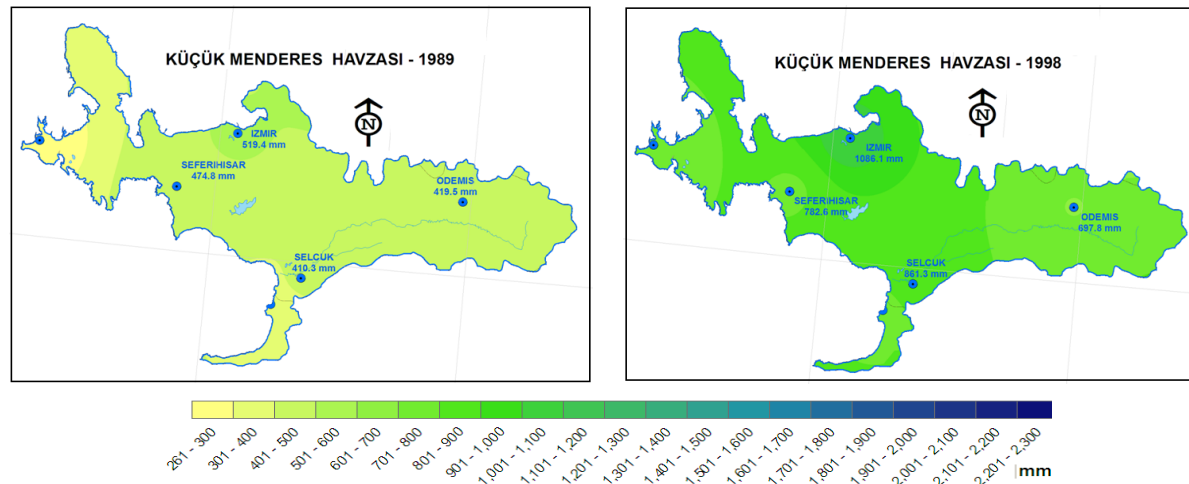 KÜÇÜK MENDERES HAVZASI - 1989
N
IZMIR
519.4 mm
SEFERIHISAR
474.8 mm
ODEMIS
419.5 mm
SELCUK
410.3 mm
KÜÇÜK MENDERES HAVZASI - 1998
N
IZMIR
1086.1 mm
SEFERIHISAR
782.6 mm
ODEMIS
697.8 mm
SELCUK
861.3 mm
261 - 300
301 - 400
401 - 500
501 - 600
601 - 700
701 - 800
801 - 900
901 - 1,000
1,001 - 1,100
1,101 - 1,200
1,201 - 1,300
1,301 - 1,400
1,401 - 1,500
1,501 - 1,600
1,601 - 1,700
1,701 - 1,800
1,801 - 1,900
1,901 - 2,000
2,001 - 2,100
2,101 - 2,200
2,201 - 2,300
mm